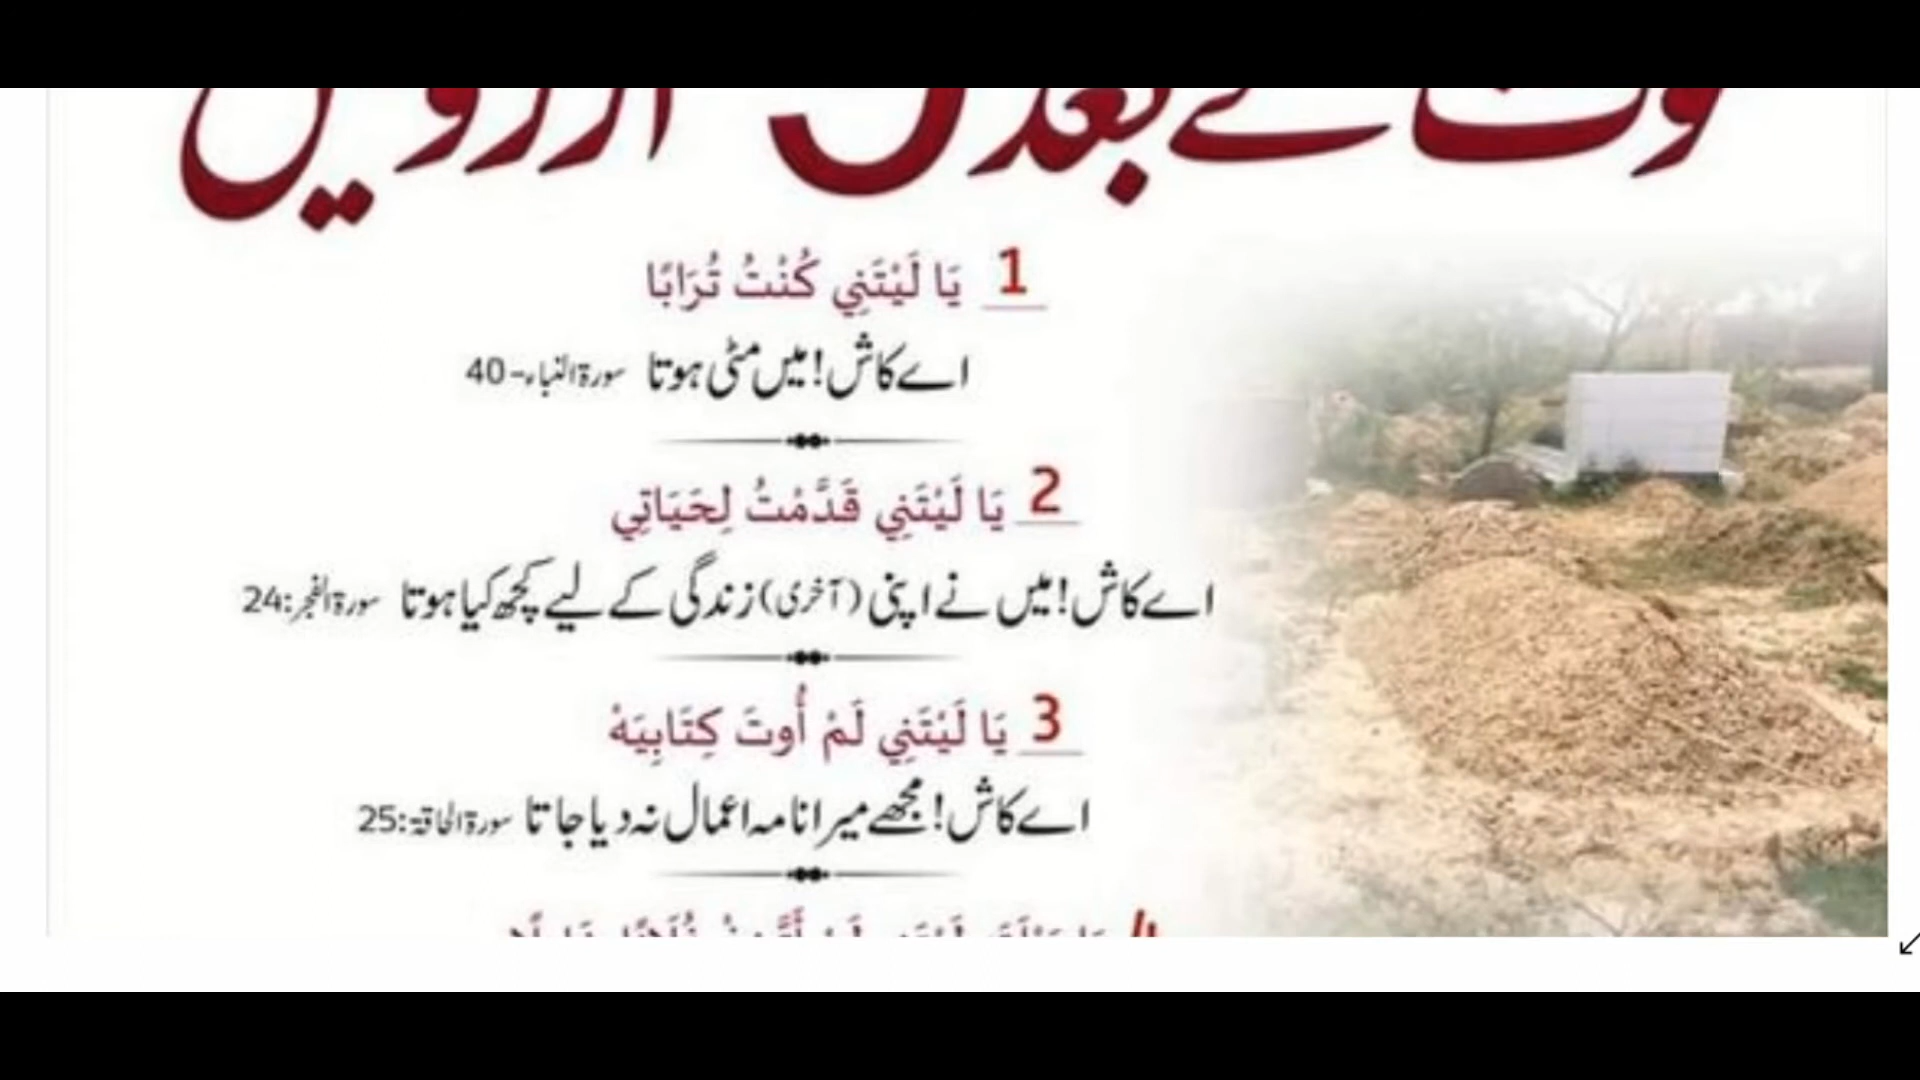 موت کے بعد کی آرزویں
1 يَا لَيْتَنِي كُنْتُ تُرَابًا
اے کاش! میں مٹی ہوتا سورۃ النباء-40
2 يَا لَيْتَنِي قَدَّمْتُ لِحَيَاتِي
اے کاش! میں نے اپنی (آخری) زندگی کے لیے کچھ کیا ہوتا سورۃ الفجر:24
3 يَا لَيْتَنِي لَمْ أُوتَ كِتَابِيَهْ
اے کاش! مجھے میرا نامہ اعمال نہ دیا جاتا سورۃ الحاقۃ:25
4